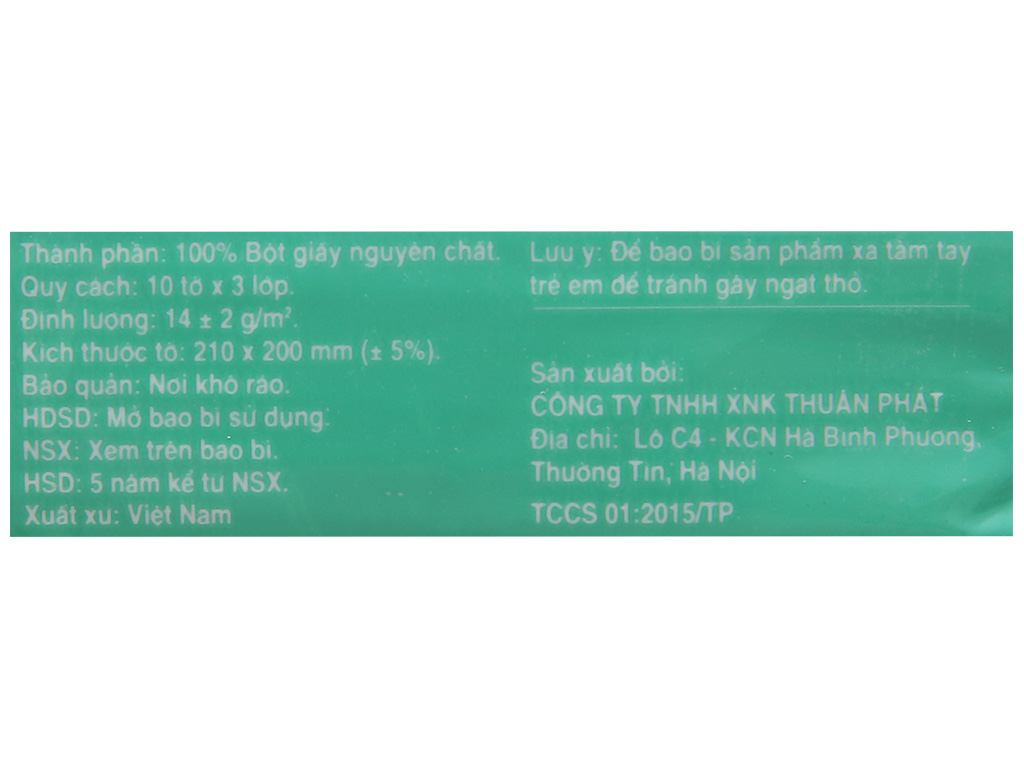 Thành phần: 100% Bột giấy nguyên chất.
Quy cách: 10 tờ x 3 lớp.
Định lượng: 14 ± 2 g/m².
Kích thước tờ: 210 x 200 mm (± 5%).
Bảo quản: Nơi khô ráo.
HDSD: Mở bao bì sử dụng.
NSX: Xem trên bao bì.
HSD: 5 năm kể từ NSX.
Xuất xứ: Việt Nam
Lưu ý: Để bao bì sản phẩm xa tầm tay
trẻ em để tránh gây ngạt thở.
Sản xuất bởi:
CÔNG TY TNHH XNK THUẬN PHÁT
Địa chỉ: Lô C4 - KCN Hà Bình Phương,
Thường Tín, Hà Nội
TCCS 01:2015/TP